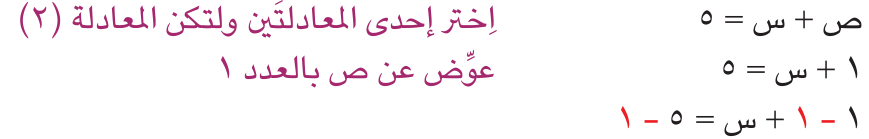 ص + س = ٥ اِختر إحدى المعادلتَين ولتكن المعادلة (٢)
١ + س = ٥ عوِّض عن ص بالعدد ١
١ – ١ + س = ٥ – ١